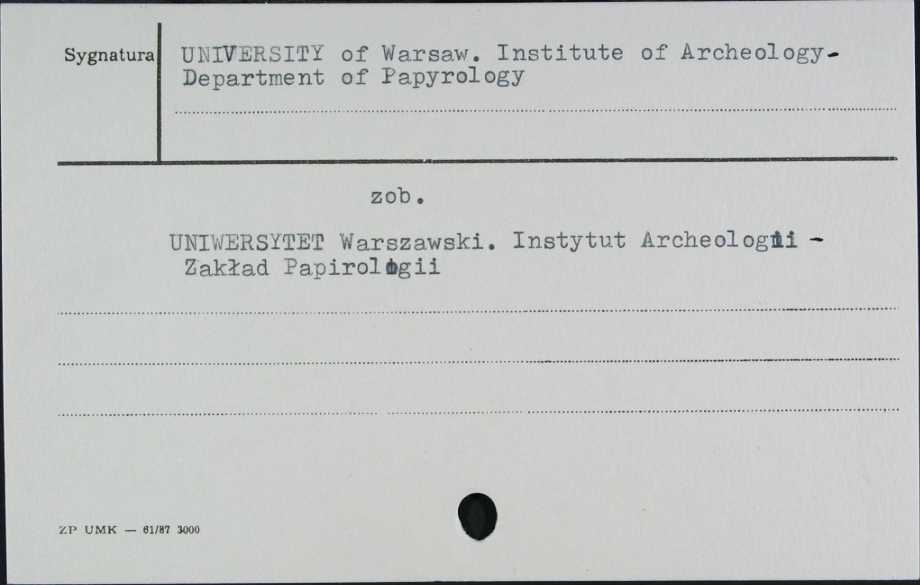 Sygnatura
UNIVERSITY of Warsaw. Institute of Archeology-
Department of Papyrology
zob.
UNIWERSYTET Warszawski. Instytut Archeologii -
Zakład Papirologii
ZP UMK — 61/87 3000